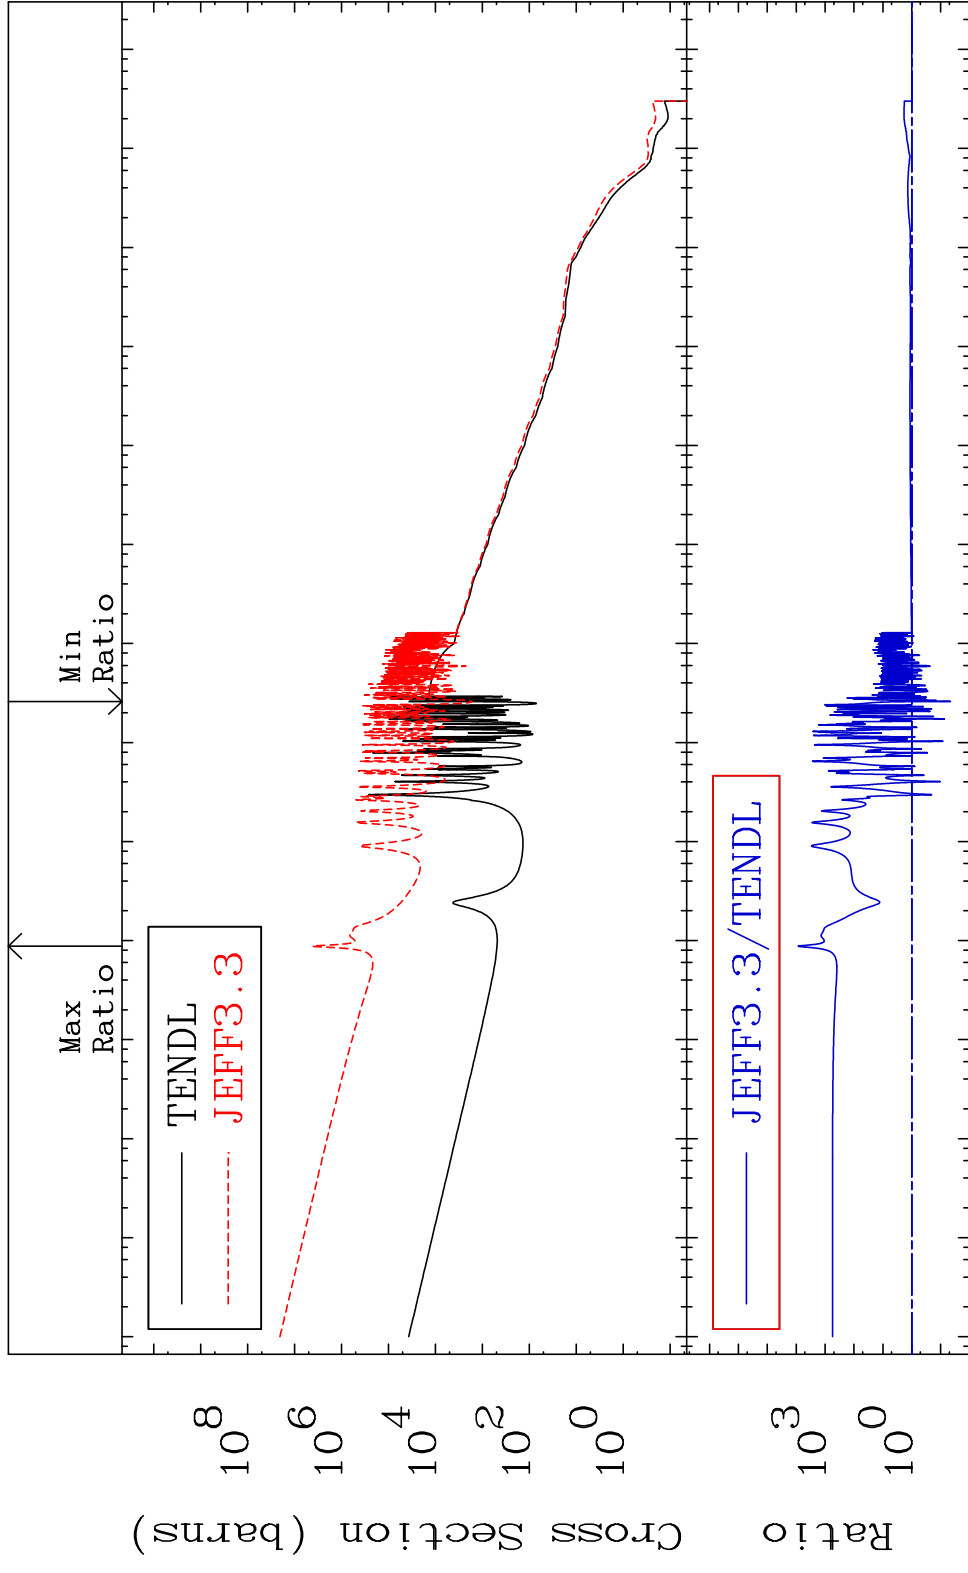 Max
Ratio
Min
Ratio
TENDL
JEFF3.3
10^8
10^6
10^4
10^2
10^0
Cross Section (barns)
JEFF3.3/TENDL
10^3
10^0
Ratio